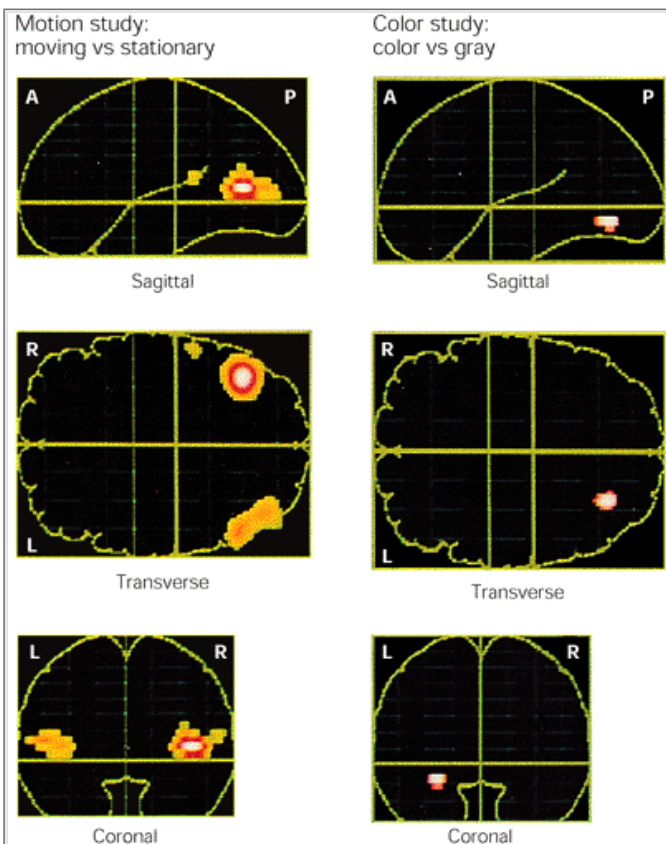 Motion study:
moving vs stationary
A P
Sagittal
R
L
Transverse
L R
Coronal
Color study:
color vs gray
A P
Sagittal
R
L
Transverse
L R
Coronal